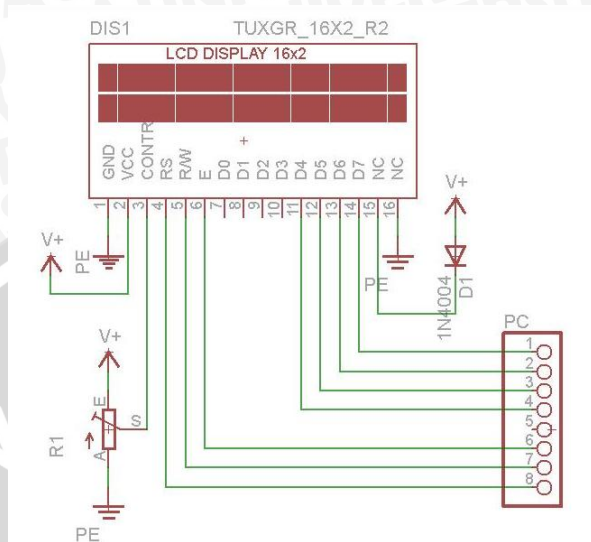 DIS1 TUXGR_16X2_R2
LCD DISPLAY 16x2
GND
VCC
CONTR
RS
R/W
E
D0
D1
D2
D3
D4
D5
D6
D7
NC
NC
1
2
3
4
5
6
7
8
9
10
11
12
13
14
15
16
V+
PE
V+
PE
1N4004
D1
V+
E
S
A
R1
PE
PC
1
2
3
4
5
6
7
8